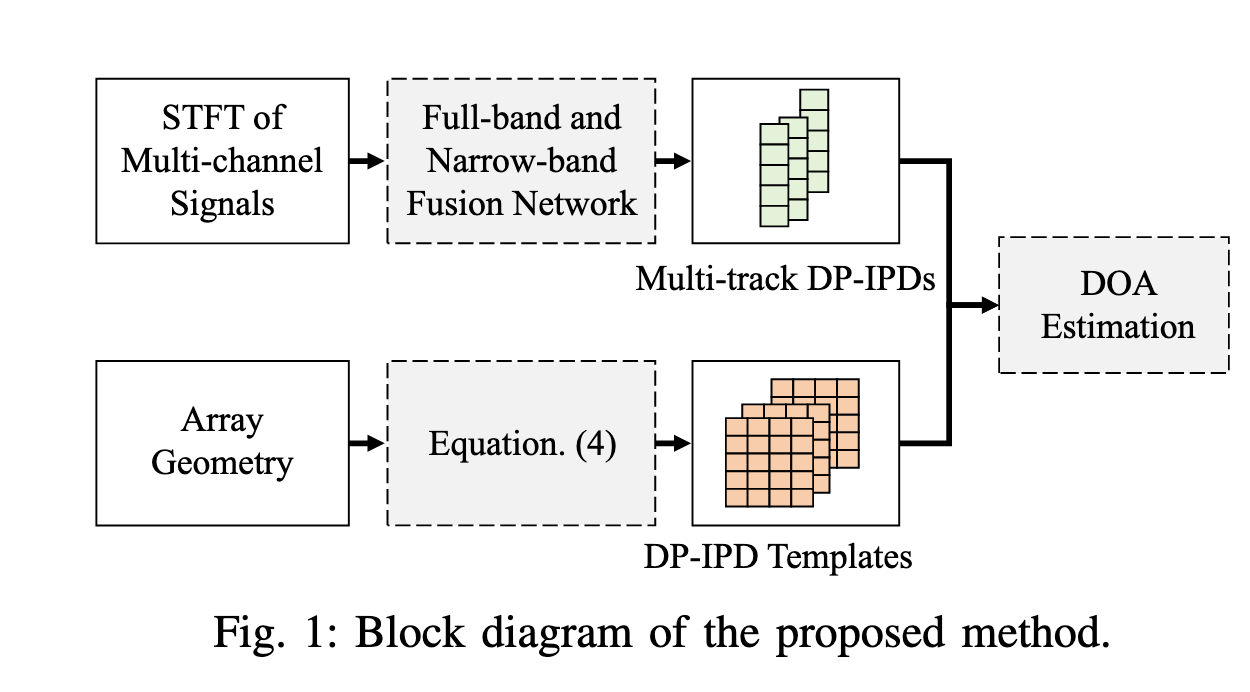 STFT of
Multi-channel
Signals
Full-band and
Narrow-band
Fusion Network
Multi-track DP-IPDs
DOA
Estimation
Array
Geometry
Equation. (4)
DP-IPD Templates
Fig. 1: Block diagram of the proposed method.